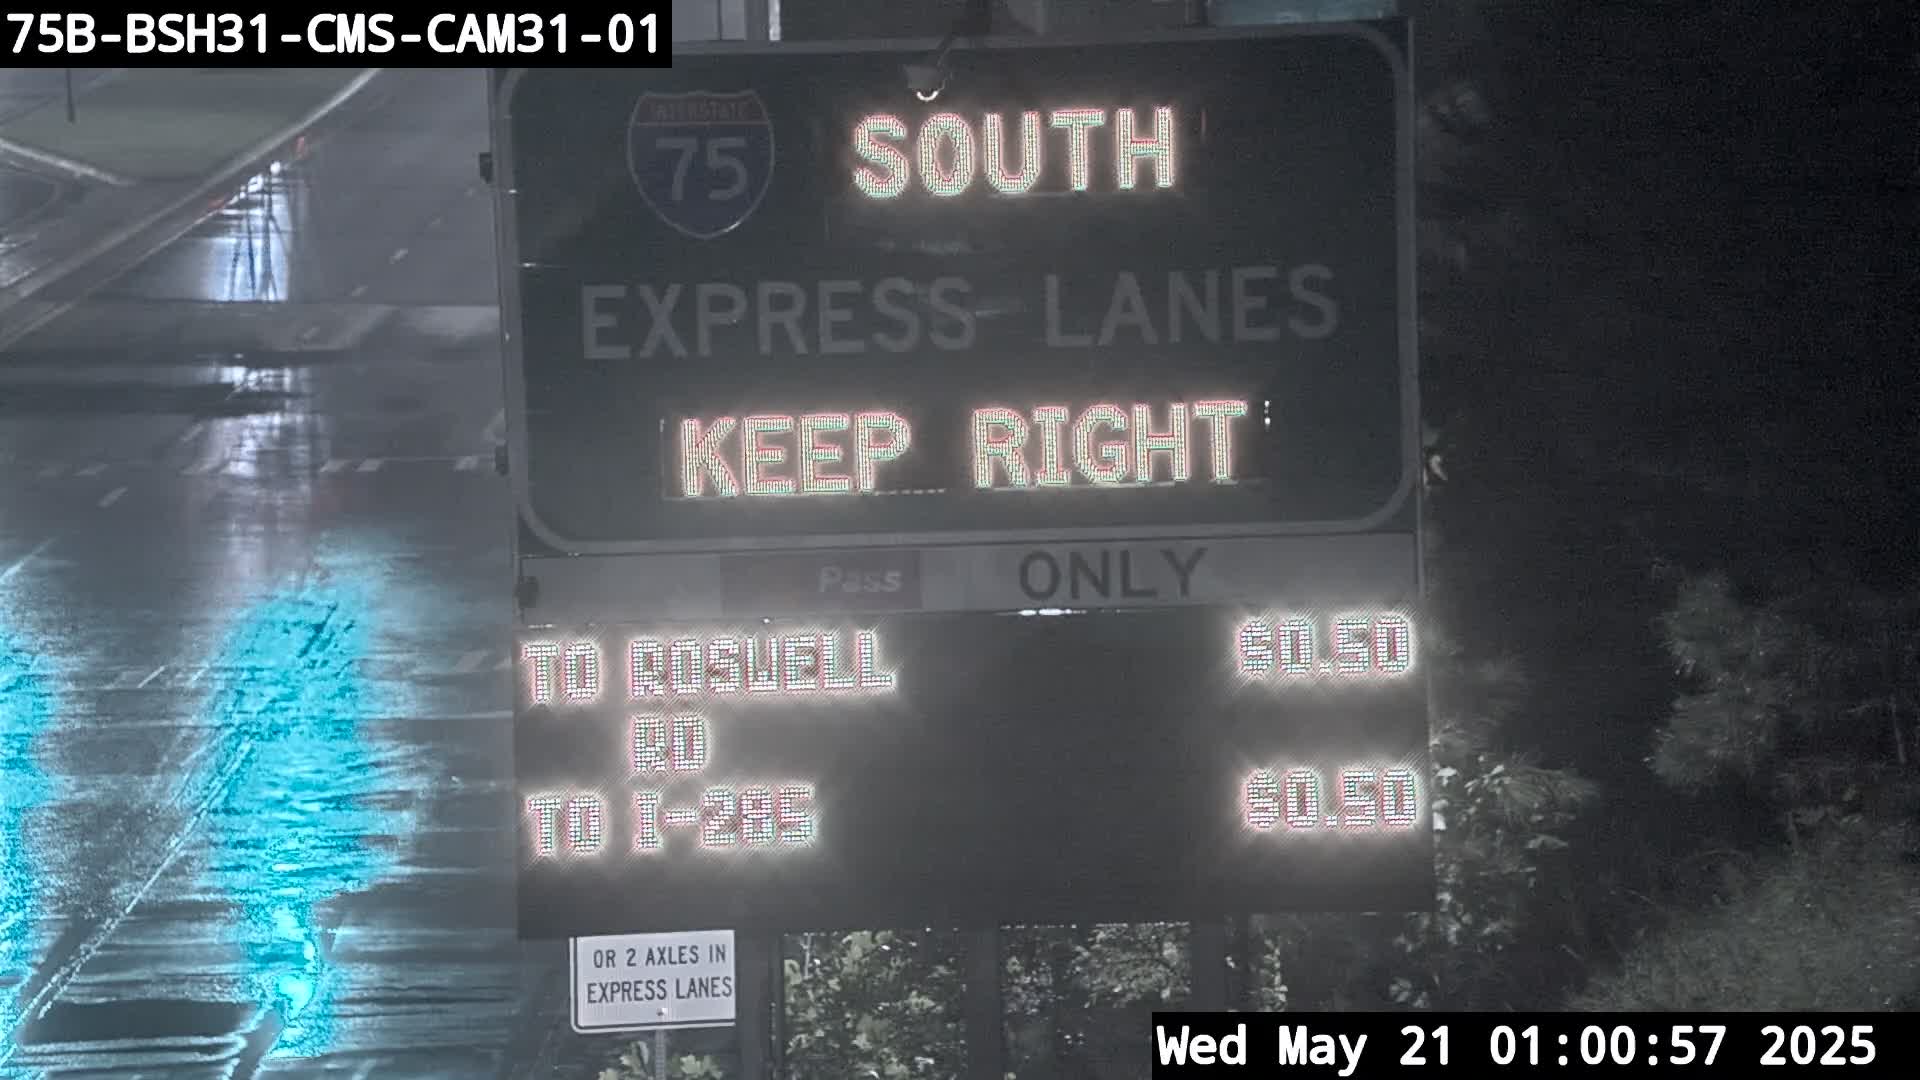 75B-BSH31-CMS-CAM31-01
INTERSTATE
75
SOUTH
EXPRESS LANES
KEEP RIGHT
Pass ONLY
TO ROSWELL $0.50
RD
TO I-285 $0.50
OR 2 AXLES IN
EXPRESS LANES
Wed May 21 01:00:57 2025